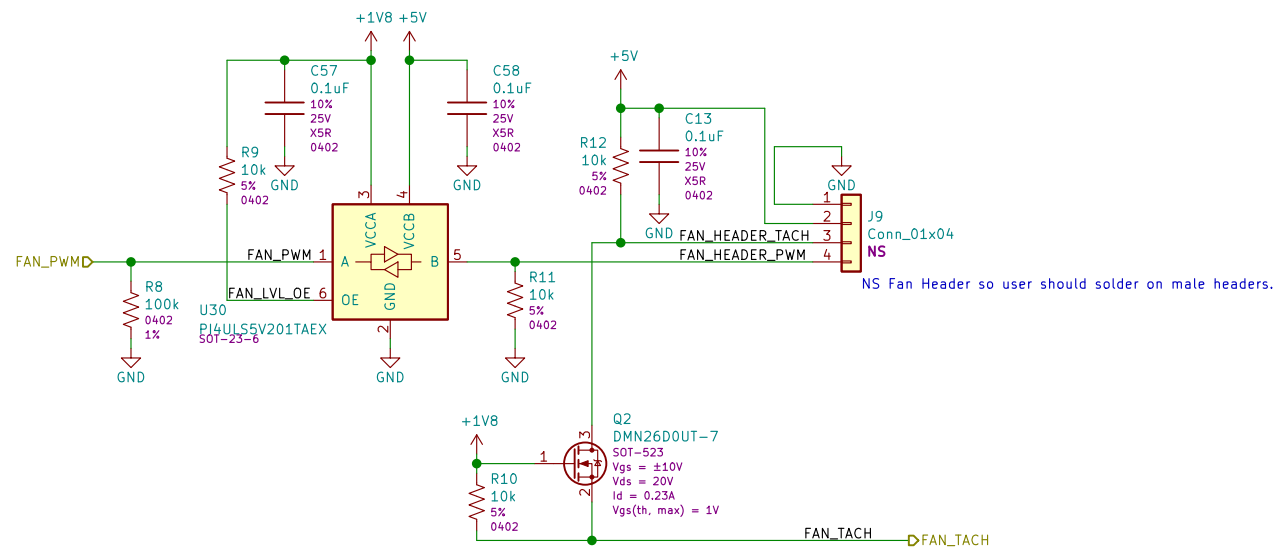 +1V8
+5V
C57
0.1uF
10%
25V
X5R
0402
GND
C58
0.1uF
10%
25V
X5R
0402
GND
+5V
R12
10k
5%
0402
C13
0.1uF
10%
25V
X5R
0402
GND
GND
R9
10k
5%
0402
3
4
VCCA
VCCB
1
2
3
4
J9
Conn_01x04
NS
FAN_HEADER_TACH
FAN_HEADER_PWM
NS Fan Header so user should solder on male headers.
FAN_PWM
FAN_PWM
1
A
B
5
FAN_LVL_OE
6
OE
GND
2
GND
R8
100k
0402
1%
GND
U30
PI4ULS5V201TAEX
SOT-23-6
R11
10k
5%
0402
GND
+1V8
R10
10k
5%
0402
1
3
2
Q2
DMN26D0UT-7
SOT-523
Vgs = ±10V
Vds = 20V
Id = 0.23A
Vgs(th, max) = 1V
FAN_TACH
FAN_TACH